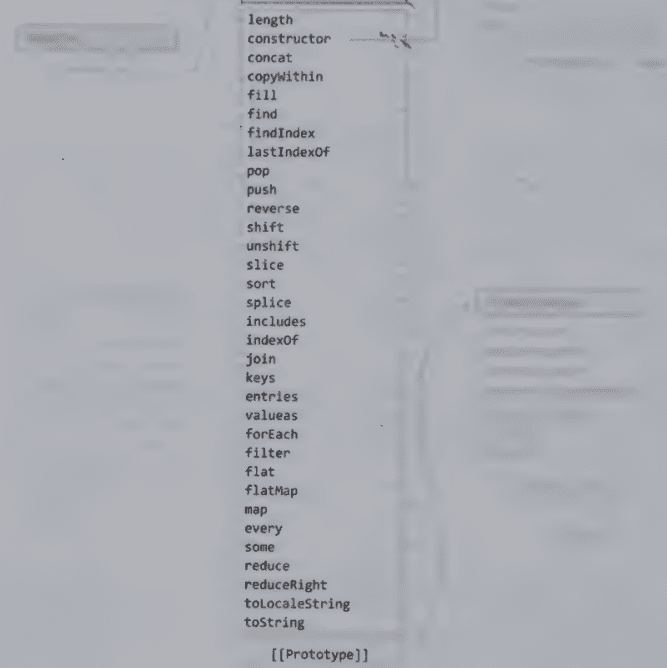 length
constructor
concat
copyWithin
fill
find
findIndex
lastIndexOf
pop
push
reverse
shift
unshift
slice
sort
splice
includes
indexOf
join
keys
entries
valueas
forEach
filter
flat
flatMap
map
every
some
reduce
reduceRight
toLocaleString
toString
[[Prototype]]